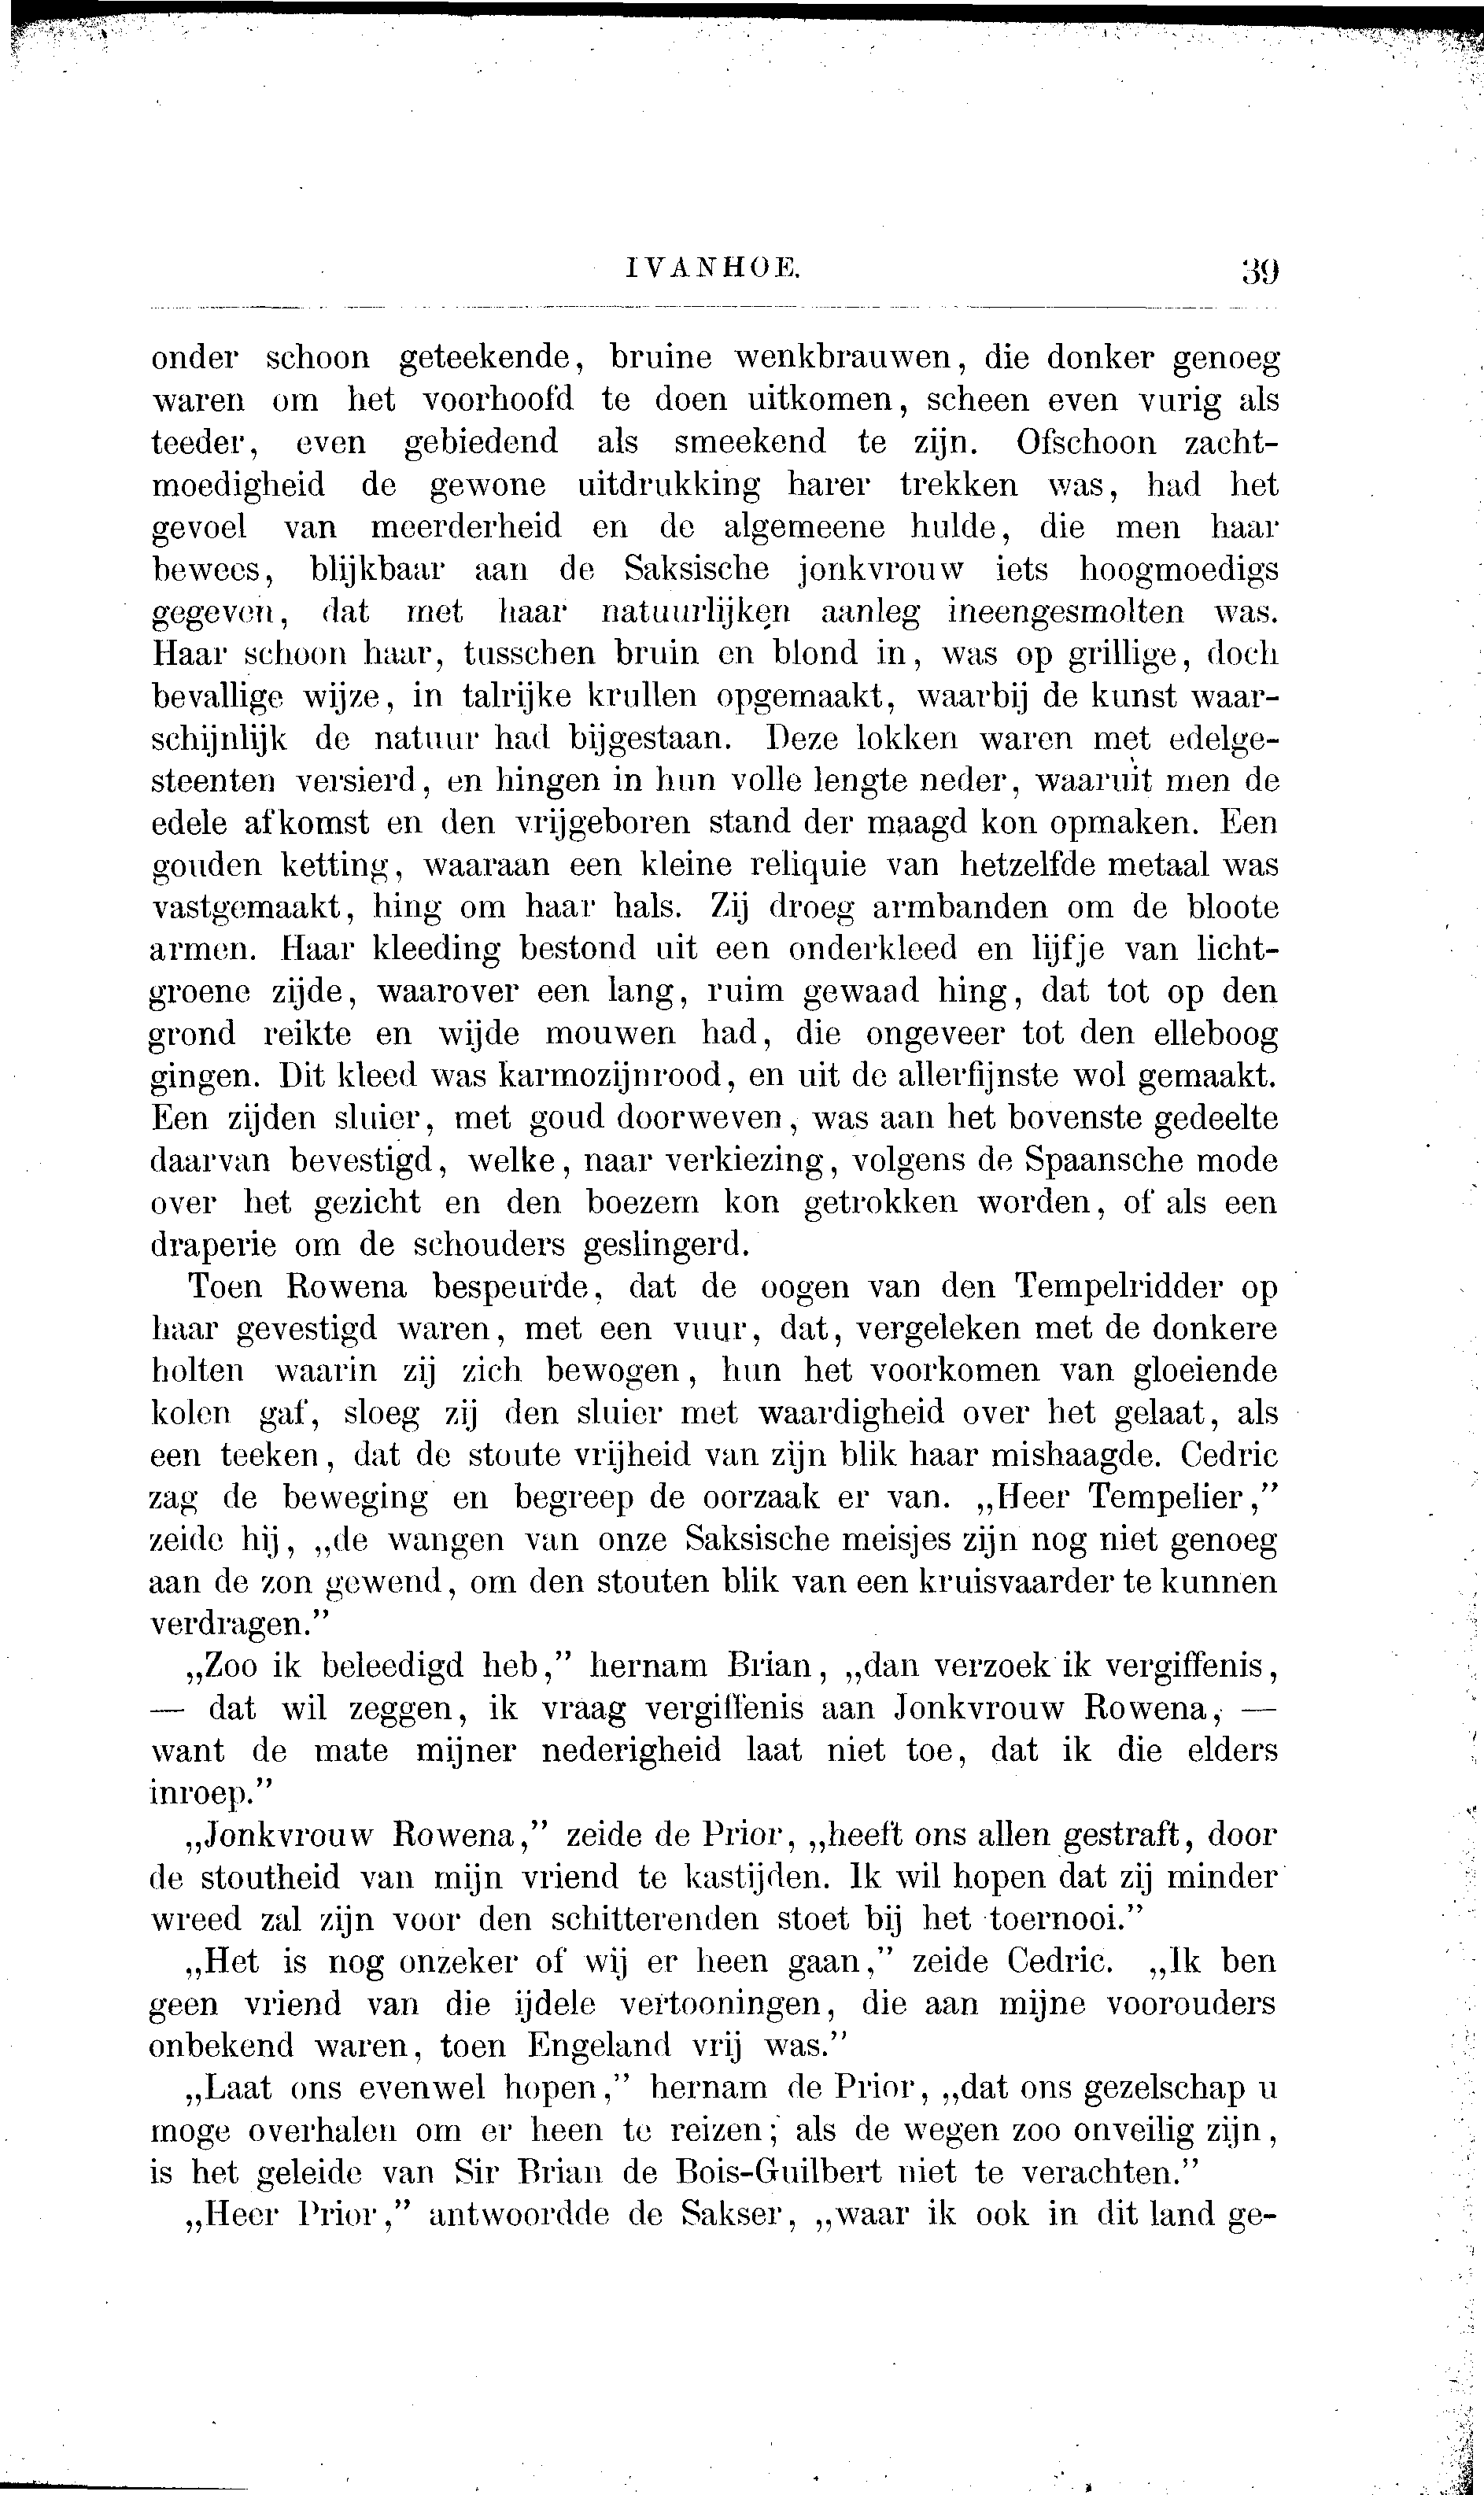 IVANHOE. 39
onder schoon geteekende, bruine wenkbrauwen, die donker genoeg
waren om het voorhoofd te doen uitkomen, scheen even vurig als
teeder, even gebiedend als smeekend te zijn. Ofschoon zacht-
moedigheid de gewone uitdrukking harer trekken was, had het
gevoel van meerderheid en de algemeene hulde, die men haar
bewees, blijkbaar aan de Saksische jonkvrouw iets hoogmoedigs
gegeven, dat met haar natuurlijken aanleg ineengesmolten was.
Haar schoon haar, tusschen bruin en blond in, was op grillige, doch
bevallige wijze, in talrijke krullen opgemaakt, waarbij de kunst waar-
schijnlijk de natuur had bijgestaan. Deze lokken waren met edelge-
steenten versierd, en hingen in hun volle lengte neder, waaruit men de
edele afkomst en den vrijgeboren stand der maagd kon opmaken. Een
gouden ketting, waaraan een kleine reliquie van hetzelfde metaal was
vastgemaakt, hing om haar hals. Zij droeg armbanden om de bloote
armen. Haar kleeding bestond uit een onderkleed en lijfje van licht-
groene zijde, waarover een lang, ruim gewaad hing, dat tot op den
grond reikte en wijde mouwen had, die ongeveer tot den elleboog
gingen. Dit kleed was karmozijnrood, en uit de allerfijnste wol gemaakt.
Een zijden sluier, met goud doorweven, was aan het bovenste gedeelte
daarvan bevestigd, welke, naar verkiezing, volgens de Spaansche mode
over het gezicht en den boezem kon getrokken worden, of als een
draperie om de schouders geslingerd.
Toen Rowena bespeurde, dat de oogen van den Tempelridder op
haar gevestigd waren, met een vuur, dat, vergeleken met de donkere
holten waarin zij zich bewogen, hun het voorkomen van gloeiende
kolen gaf, sloeg zij den sluier met waardigheid over het gelaat, als
een teeken, dat de stoute vrijheid van zijn blik haar mishaagde. Cedric
zag de beweging en begreep de oorzaak er van. „Heer Tempelier,”
zeide hij, „de wangen van onze Saksische meisjes zijn nog niet genoeg
aan de zon gewend, om den stouten blik van een kruisvaarder te kunnen
verdragen.”
„Zoo ik beleedigd heb,” hernam Brian, „dan verzoek ik vergiffenis,
— dat wil zeggen, ik vraag vergiffenis aan Jonkvrouw Rowena, —
want de mate mijner nederigheid laat niet toe, dat ik die elders
inroep.”
„Jonkvrouw Rowena,” zeide de Prior, „heeft ons allen gestraft, door
de stoutheid van mijn vriend te kastijden. Ik wil hopen dat zij minder
wreed zal zijn voor den schitterenden stoet bij het toernooi.”
„Het is nog onzeker of wij er heen gaan,” zeide Cedric. „Ik ben
geen vriend van die ijdele vertooningen, die aan mijne voorouders
onbekend waren, toen Engeland vrij was.”
„Laat ons evenwel hopen,” hernam de Prior, „dat ons gezelschap u
moge overhalen om er heen te reizen; als de wegen zoo onveilig zijn,
is het geleide van Sir Brian de Bois-Guilbert niet te verachten.”
„Heer Prior,” antwoordde de Sakser, „waar ik ook in dit land ge-